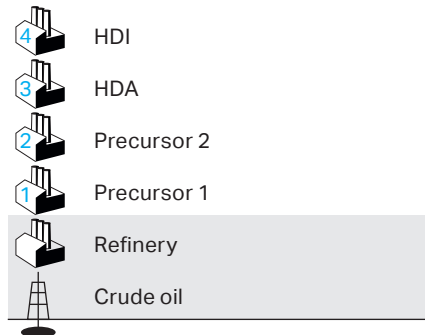 4 HDI
3 HDA
2 Precursor 2
1 Precursor 1
Refinery
Crude oil